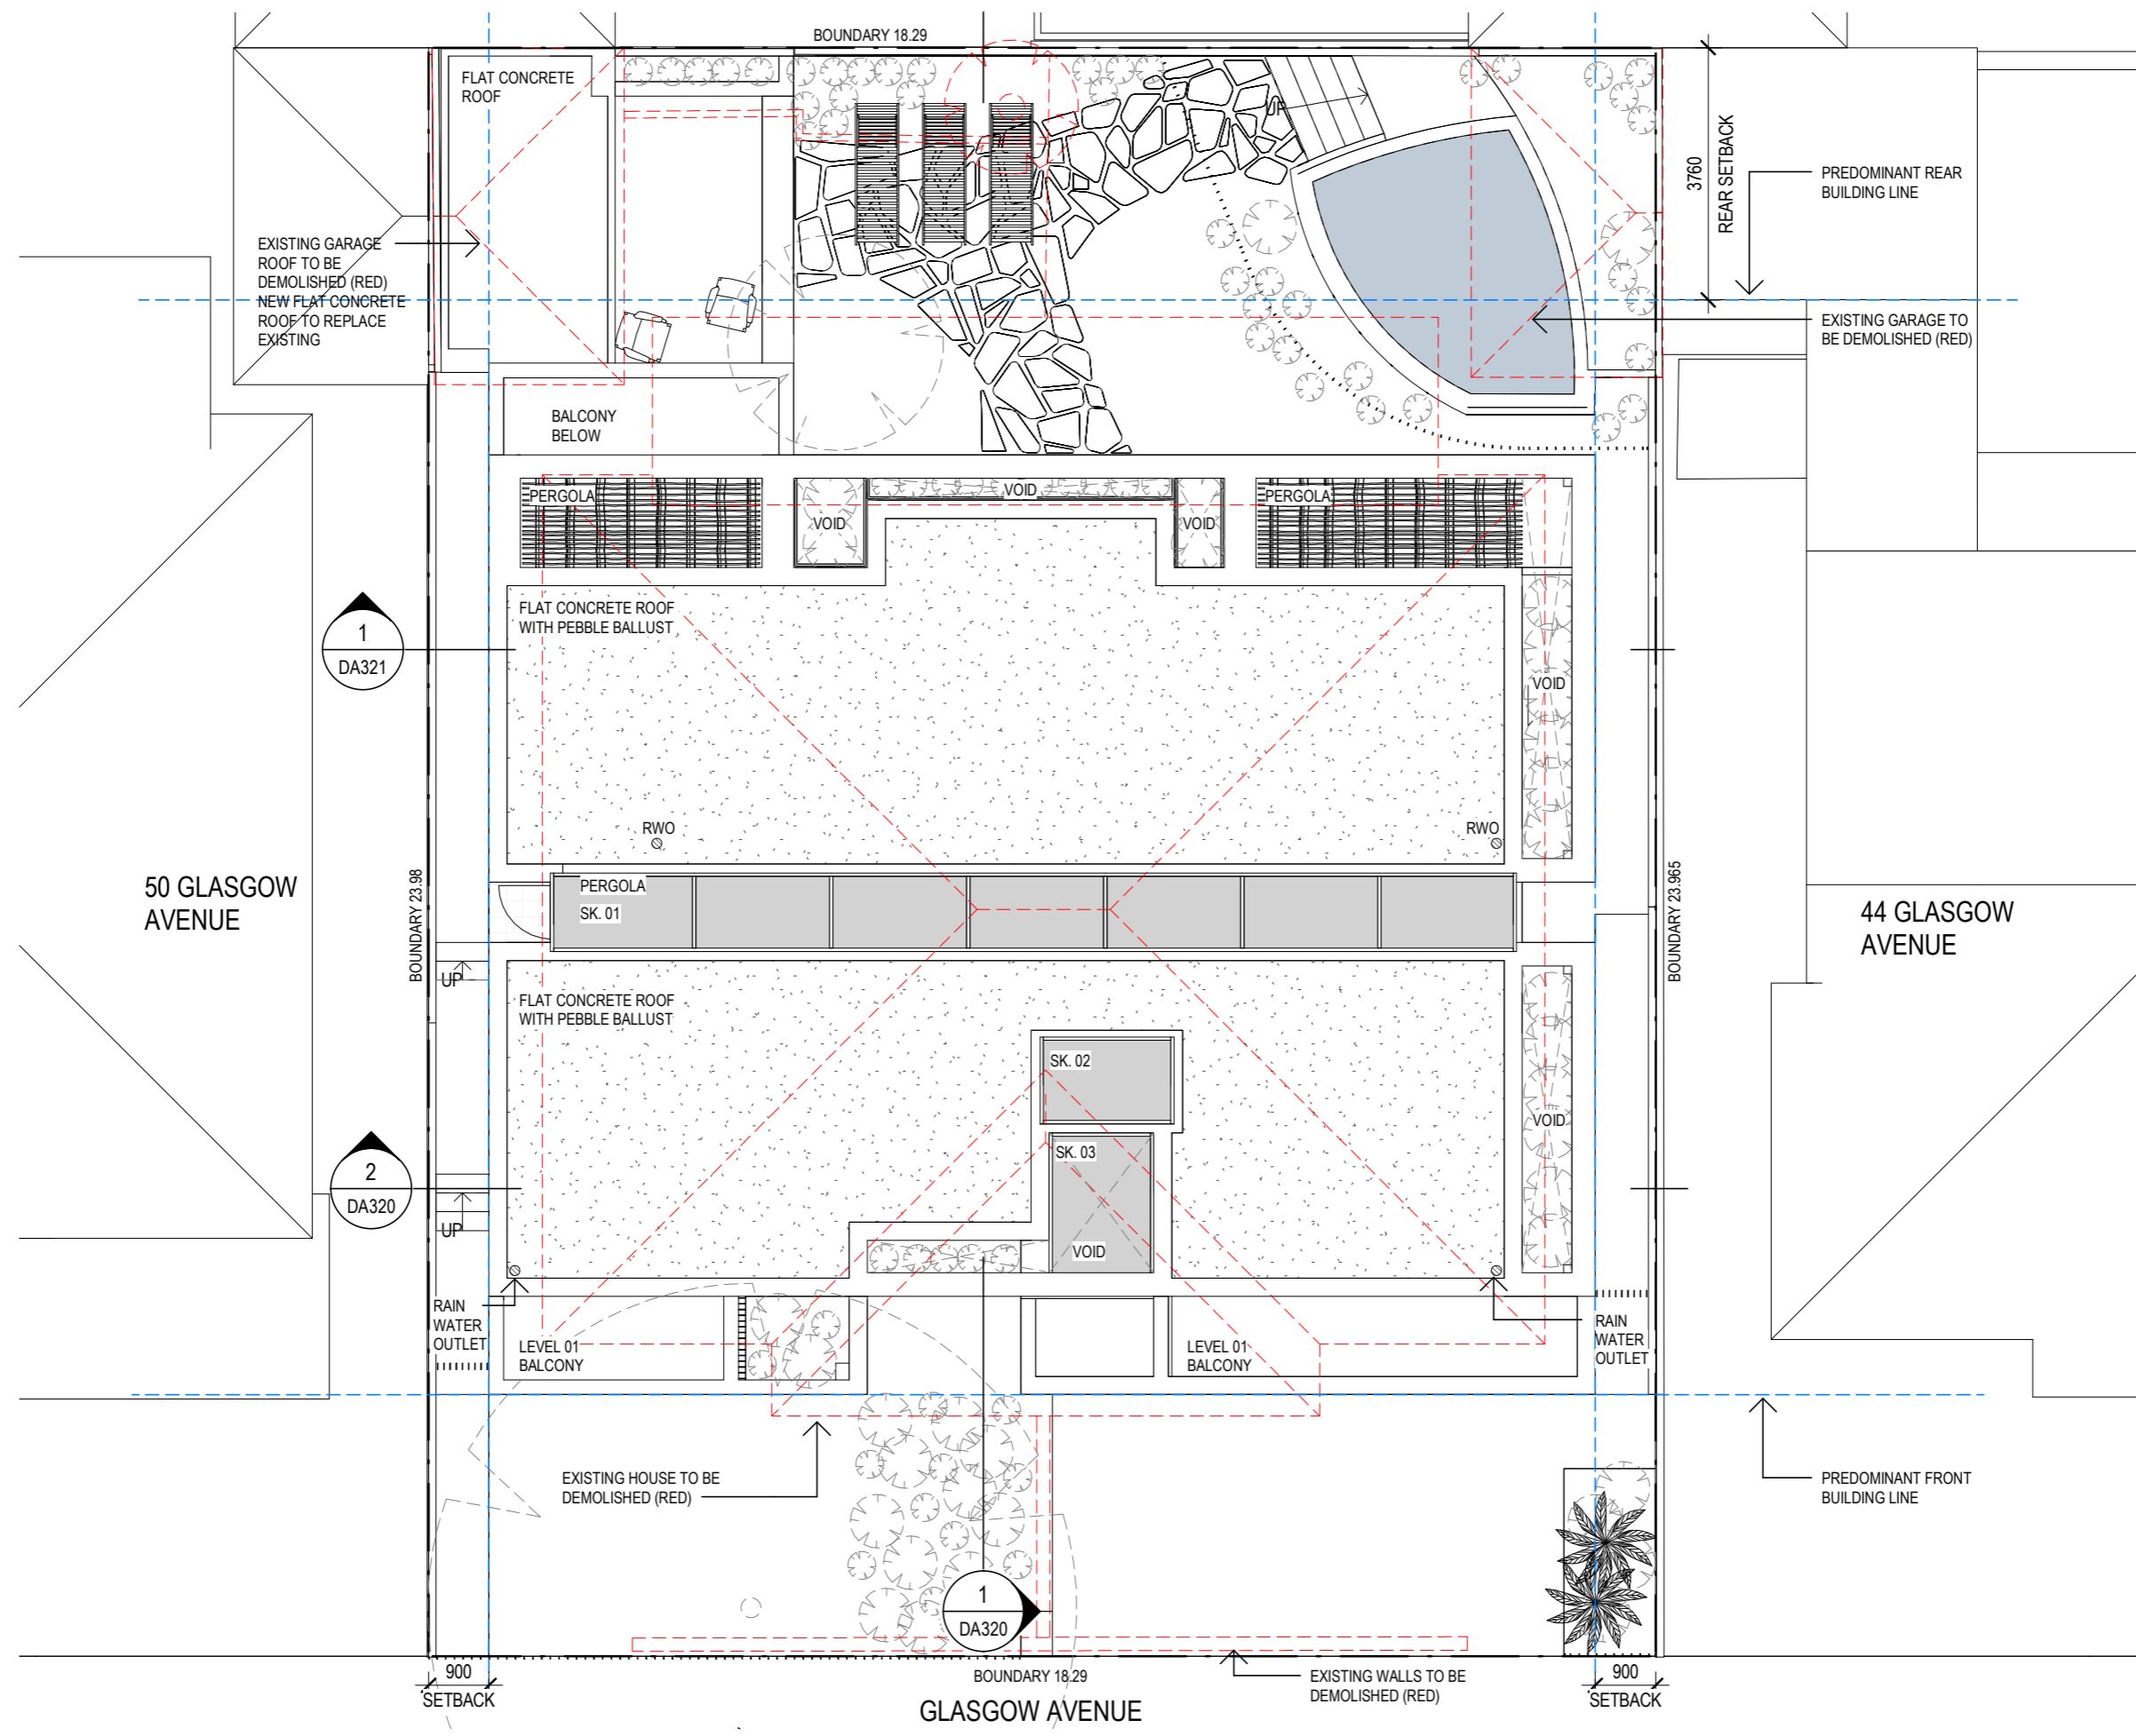 BOUNDARY 18.29
FLAT CONCRETE
ROOF
UP
3760
REAR SETBACK
PREDOMINANT REAR
BUILDING LINE
EXISTING GARAGE
ROOF TO BE
DEMOLISHED (RED)
NEW FLAT CONCRETE
ROOF TO REPLACE
EXISTING
EXISTING GARAGE TO
BE DEMOLISHED (RED)
BALCONY
BELOW
PERGOLA
VOID
VOID
VOID
PERGOLA
FLAT CONCRETE ROOF
WITH PEBBLE BALLUST
1
DA321
VOID
RWO
RWO
50 GLASGOW
AVENUE
BOUNDARY 23.98
PERGOLA
SK. 01
BOUNDARY 23.965
44 GLASGOW
AVENUE
UP
FLAT CONCRETE ROOF
WITH PEBBLE BALLUST
SK. 02
VOID
SK. 03
2
DA320
UP
VOID
RAIN
WATER
OUTLET
LEVEL 01
BALCONY
LEVEL 01
BALCONY
RAIN
WATER
OUTLET
EXISTING HOUSE TO BE
DEMOLISHED (RED)
PREDOMINANT FRONT
BUILDING LINE
1
DA320
900
SETBACK
BOUNDARY 18.29
GLASGOW AVENUE
EXISTING WALLS TO BE
DEMOLISHED (RED)
900
SETBACK